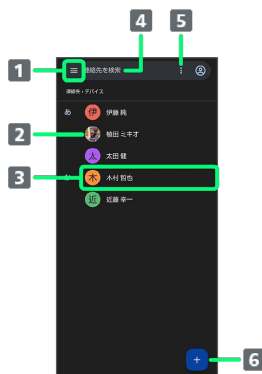 4 5
1 連絡先を検索
連絡先・デバイス
あ 伊 伊藤 純
2 植田 ミキオ
太 太田 健
3 か 木 木村 哲也
近 近藤 幸一
+ 6